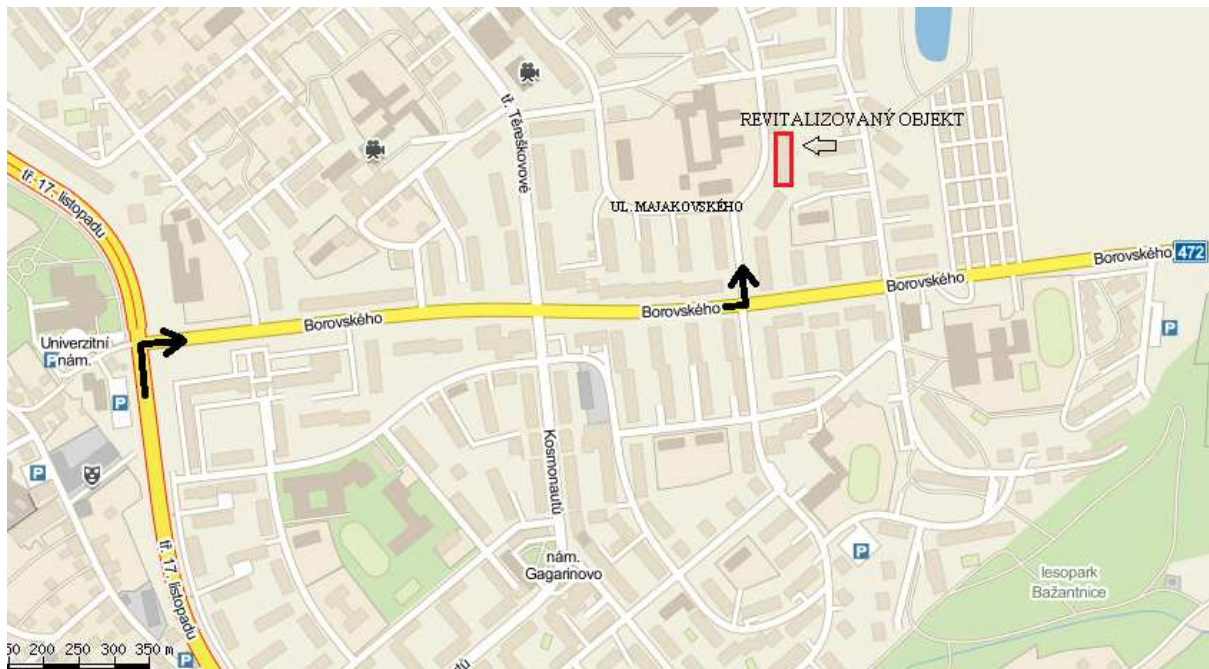 REVITALIZOVANÝ OBJEKT
tř. Těreškovové
tř. 17. listopadu
UL. MAJAKOVSKÉHO
Borovského
472
Borovského
Borovského
Borovského
Univerzitní
nám.
P
P
P
P
Kosmonautů
tř. 17. listopadu
nám.
Gagarinovo
P
lesopark
Bažantnice
50 200 250 300 350 m
P